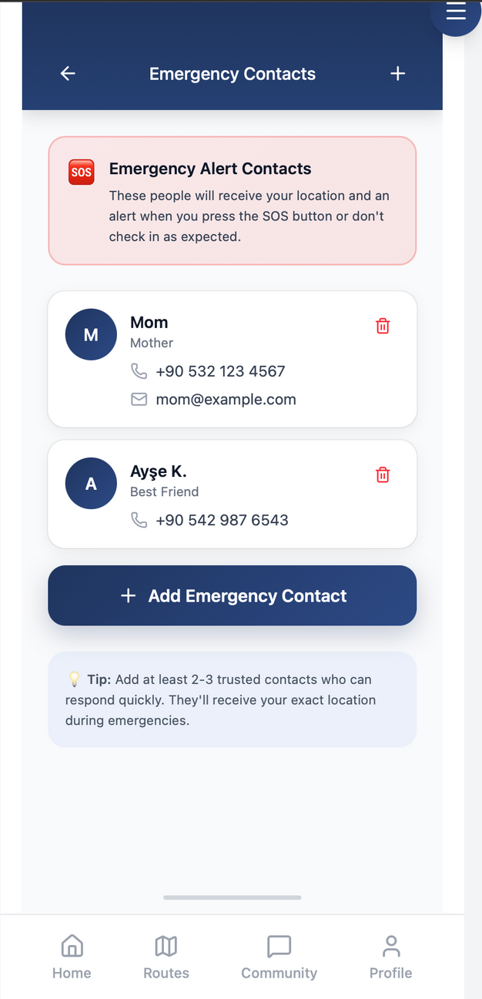 Emergency Contacts
SOS
Emergency Alert Contacts
These people will receive your location and an
alert when you press the SOS button or don't
check in as expected.
M
Mom
Mother
+90 532 123 4567
mom@example.com
A
Ayşe K.
Best Friend
+90 542 987 6543
+ Add Emergency Contact
💡 Tip: Add at least 2-3 trusted contacts who can
respond quickly. They'll receive your exact location
during emergencies.
Home Routes Community Profile